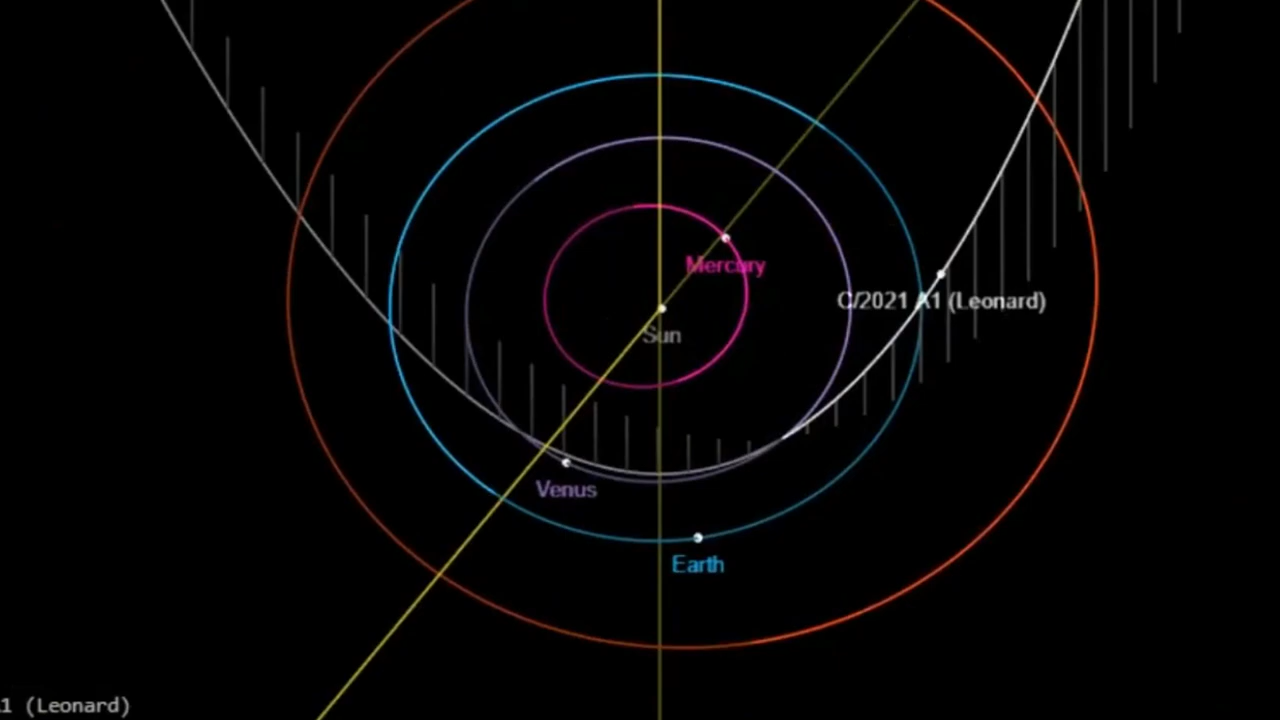 Mercury
C/2021 A1 (Leonard)
Sun
Venus
Earth
1 (Leonard)